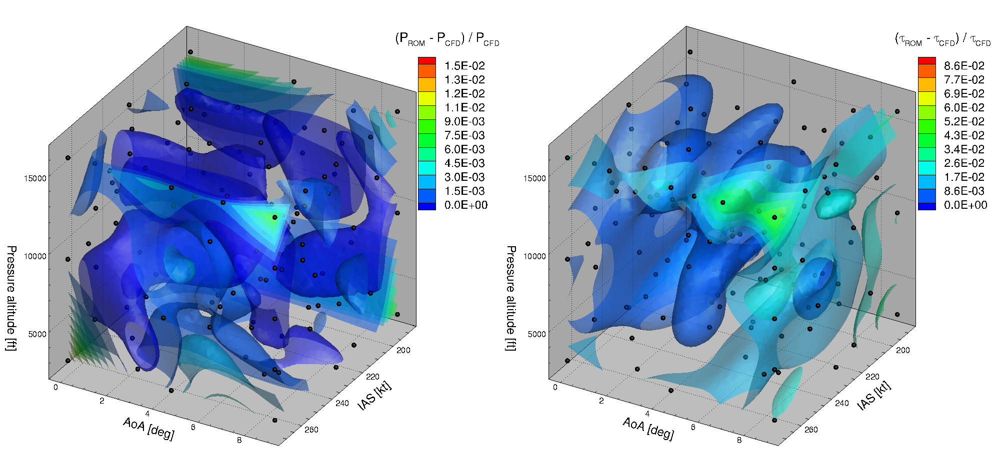 (P_ROM - P_CFD) / P_CFD
1.5E-02
1.3E-02
1.2E-02
1.1E-02
9.0E-03
7.5E-03
6.0E-03
4.5E-03
3.0E-03
1.5E-03
0.0E+00
15000
10000
5000
Pressure altitude [ft]
0
2
4
6
8
AoA [deg]
200
220
240
260
IAS [kt]
(τ_ROM - τ_CFD) / τ_CFD
8.6E-02
7.7E-02
6.9E-02
6.0E-02
5.2E-02
4.3E-02
3.4E-02
2.6E-02
1.7E-02
8.6E-03
0.0E+00
15000
10000
5000
Pressure altitude [ft]
0
2
4
6
8
AoA [deg]
200
220
240
260
IAS [kt]